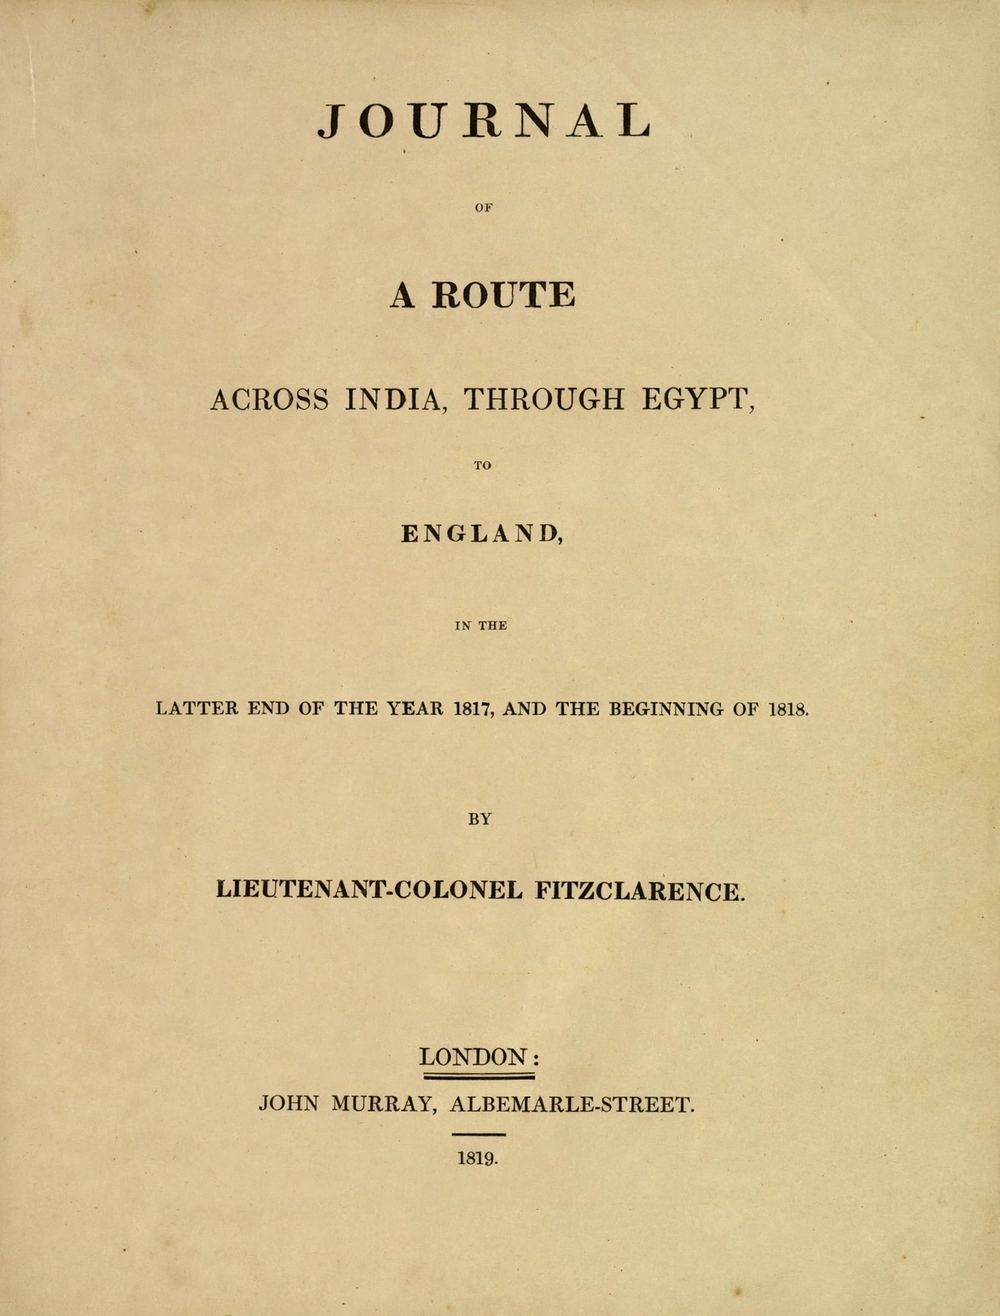 JOURNAL
OF
A ROUTE
ACROSS INDIA, THROUGH EGYPT,
TO
ENGLAND,
IN THE
LATTER END OF THE YEAR 1817, AND THE BEGINNING OF 1818.
BY
LIEUTENANT-COLONEL FITZCLARENCE.
LONDON:
JOHN MURRAY, ALBEMARLE-STREET.
1819.